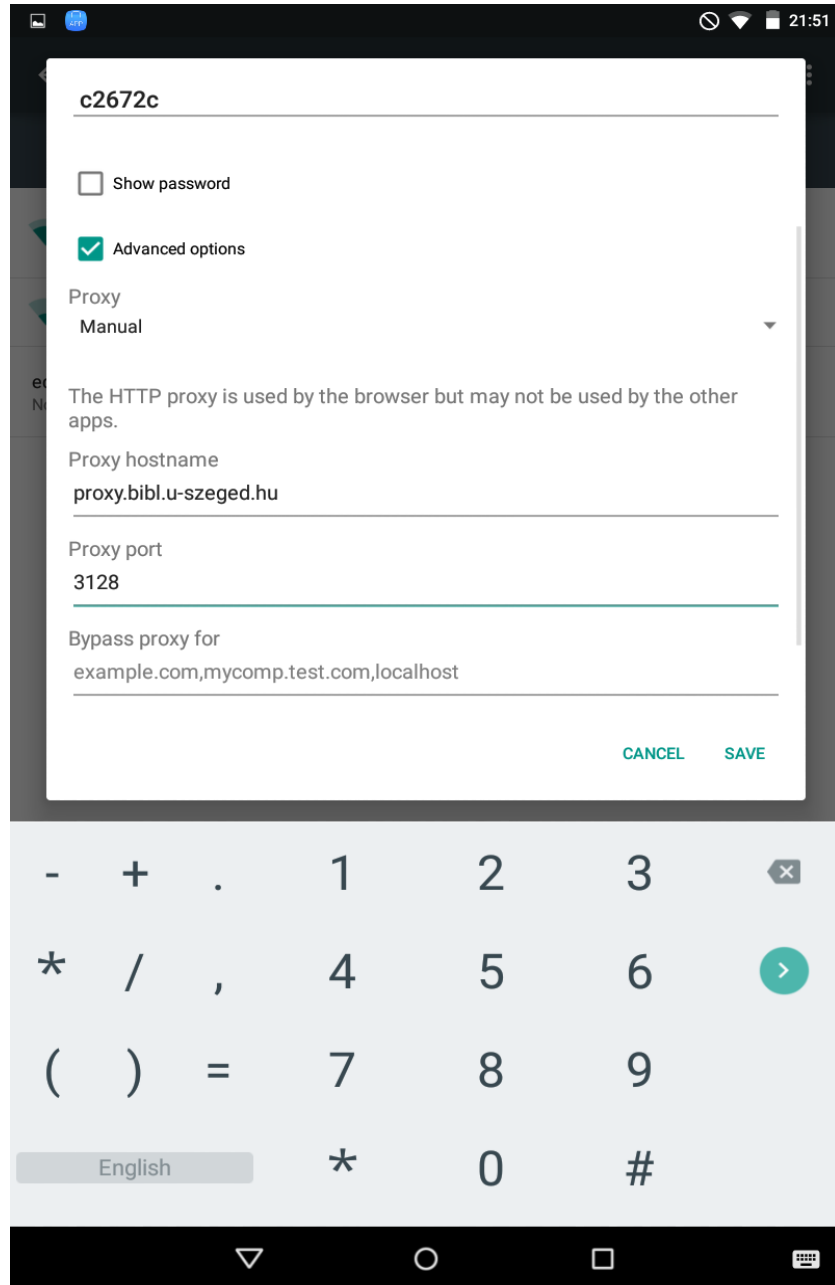 21:51
c2672c
Show password
Advanced options
Proxy
Manual
The HTTP proxy is used by the browser but may not be used by the other
apps.
Proxy hostname
proxy.bibl.u-szeged.hu
Proxy port
3128
Bypass proxy for
example.com,mycomp.test.com,localhost
CANCEL SAVE
- + . 1 2 3
* / , 4 5 6
( ) = 7 8 9
English * 0 #